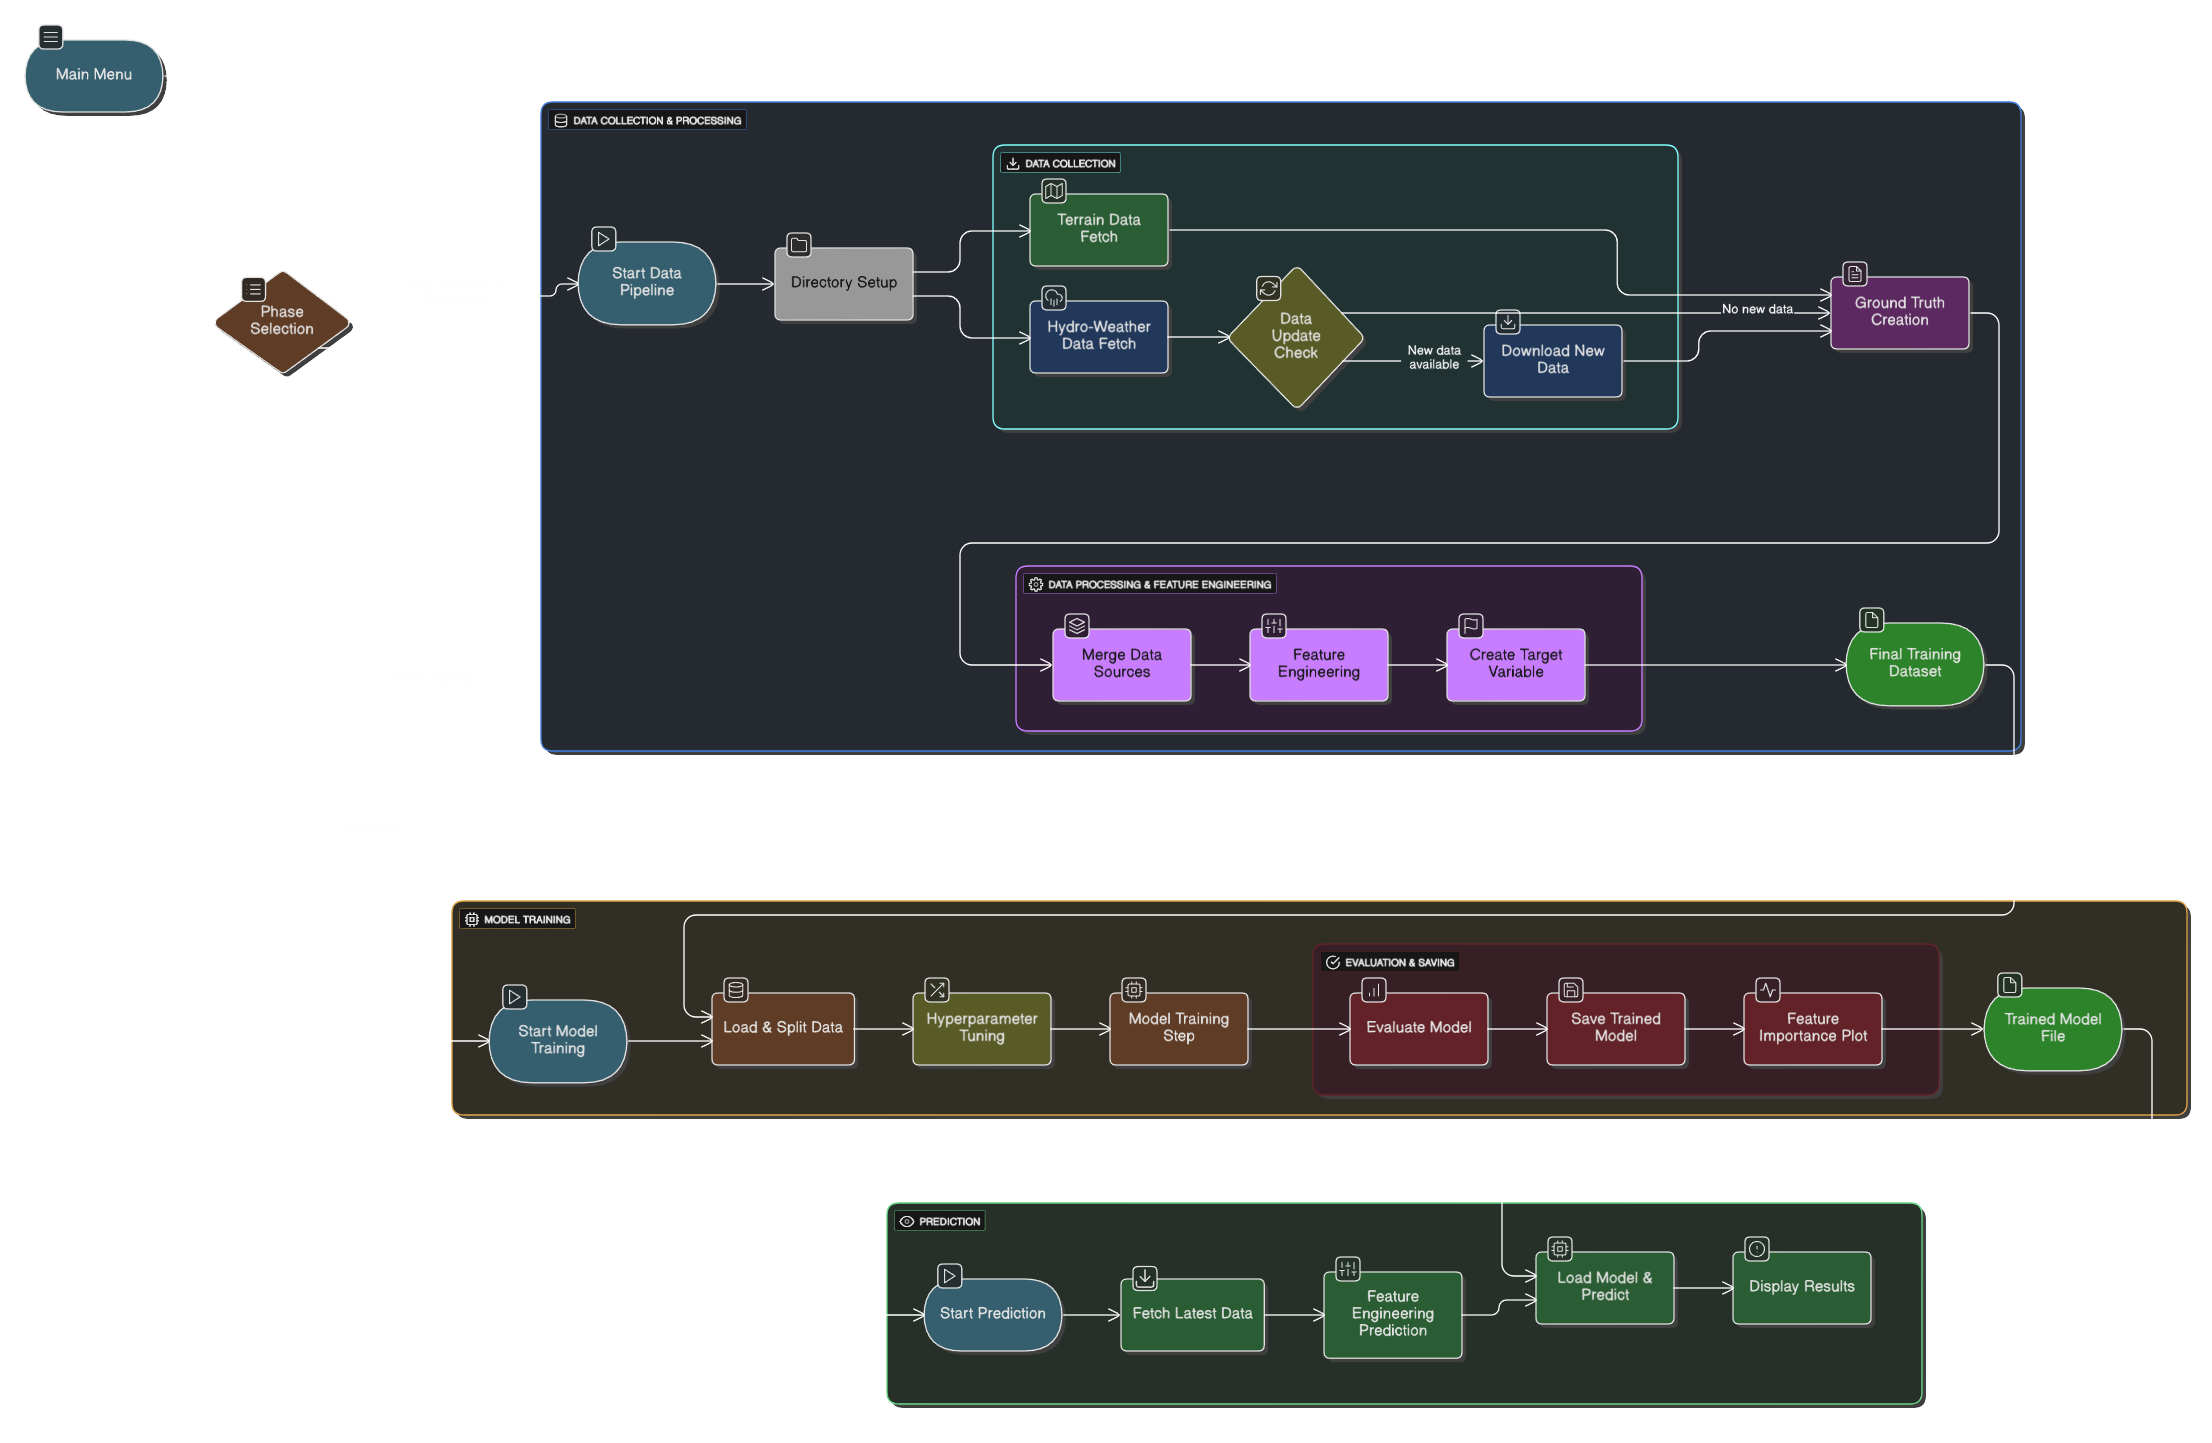 Main Menu
DATA COLLECTION & PROCESSING
DATA COLLECTION
Terrain Data
Fetch
Start Data
Pipeline
Directory Setup
Phase
Selection
Hydro-Weather
Data Fetch
Data
Update
Check
No new data
New data
available
Download New
Data
Ground Truth
Creation
DATA PROCESSING & FEATURE ENGINEERING
Merge Data
Sources
Feature
Engineering
Create Target
Variable
Final Training
Dataset
MODEL TRAINING
EVALUATION & SAVING
Start Model
Training
Load & Split Data
Hyperparameter
Tuning
Model Training
Step
Evaluate Model
Save Trained
Model
Feature
Importance Plot
Trained Model
File
PREDICTION
Start Prediction
Fetch Latest Data
Feature
Engineering
Prediction
Load Model &
Predict
Display Results